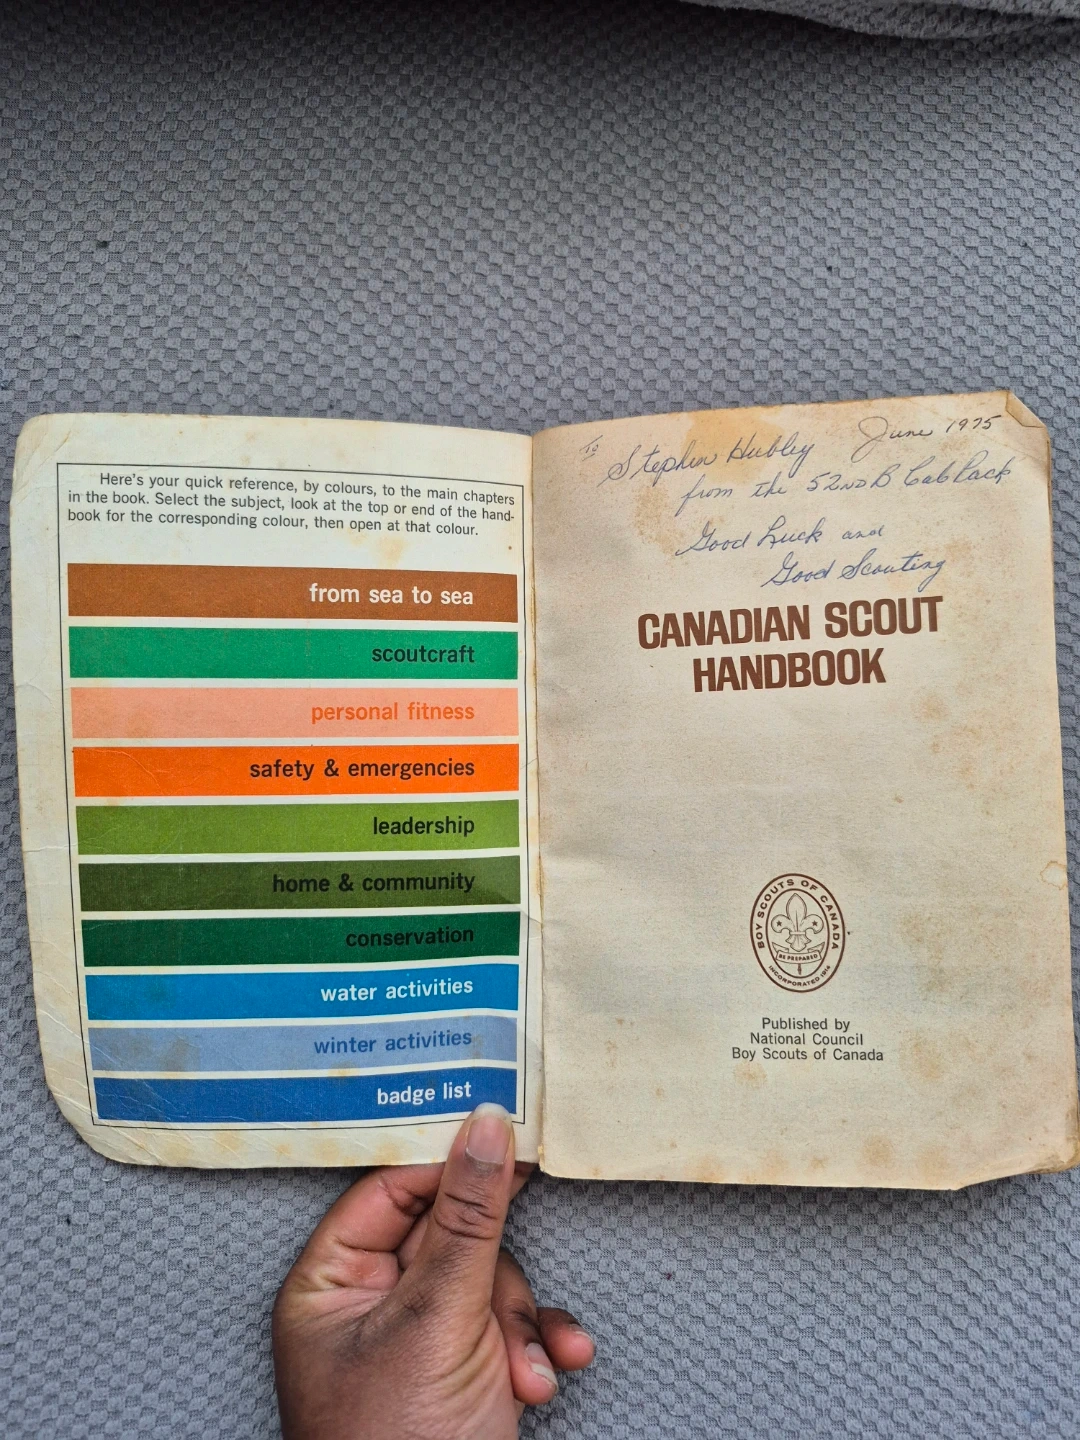 Here's your quick reference, by colours, to the main chapters
in the book. Select the subject, look at the top or end of the hand-
book for the corresponding colour, then open at that colour.
from sea to sea
scoutcraft
personal fitness
safety & emergencies
leadership
home & community
conservation
water activities
winter activities
badge list
June 1975
To Stephen Hubley
from the 52ND B Cub Pack
Good Luck and
Good Scouting
CANADIAN SCOUT
HANDBOOK
BOY SCOUTS OF CANADA
BE PREPARED
INCORPORATED 1914
Published by
National Council
Boy Scouts of Canada